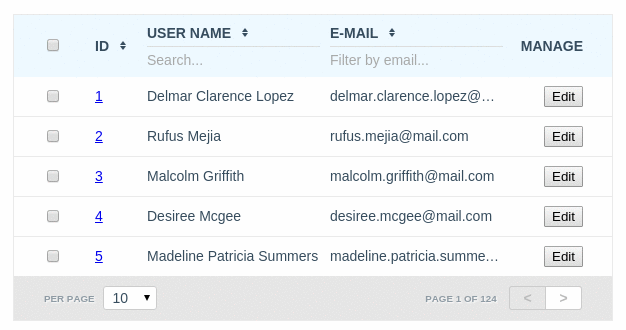 ID USER NAME E-MAIL MANAGE
Search... Filter by email...
1 Delmar Clarence Lopez delmar.clarence.lopez@... Edit
2 Rufus Mejia rufus.mejia@mail.com Edit
3 Malcolm Griffith malcolm.griffith@mail.com Edit
4 Desiree Mcgee desiree.mcgee@mail.com Edit
5 Madeline Patricia Summers madeline.patricia.summe... Edit
PER PAGE 10 PAGE 1 OF 124 < >